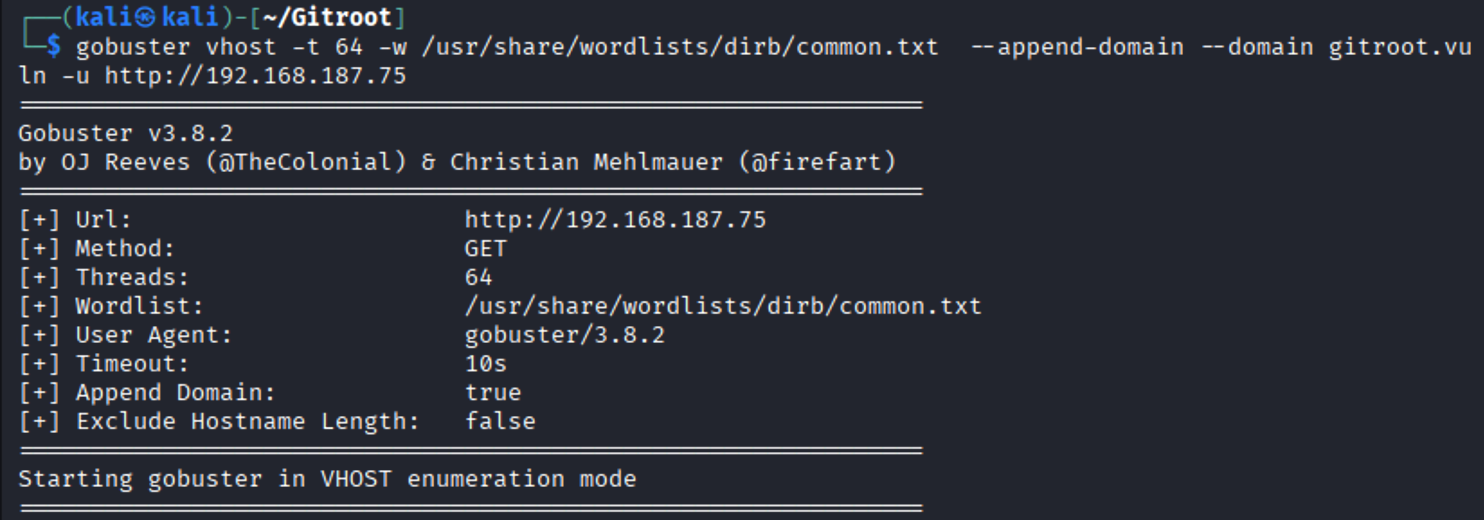 ┌──(kali㉿kali)-[~/Gitroot]
└─$ gobuster vhost -t 64 -w /usr/share/wordlists/dirb/common.txt  --append-domain --domain gitroot.vu
ln -u http://192.168.187.75
===============================================================
Gobuster v3.8.2
by OJ Reeves (@TheColonial) & Christian Mehlmauer (@firefart)
===============================================================
[+] Url:                       http://192.168.187.75
[+] Method:                    GET
[+] Threads:                   64
[+] Wordlist:                  /usr/share/wordlists/dirb/common.txt
[+] User Agent:                gobuster/3.8.2
[+] Timeout:                   10s
[+] Append Domain:             true
[+] Exclude Hostname Length:   false
===============================================================
Starting gobuster in VHOST enumeration mode
===============================================================